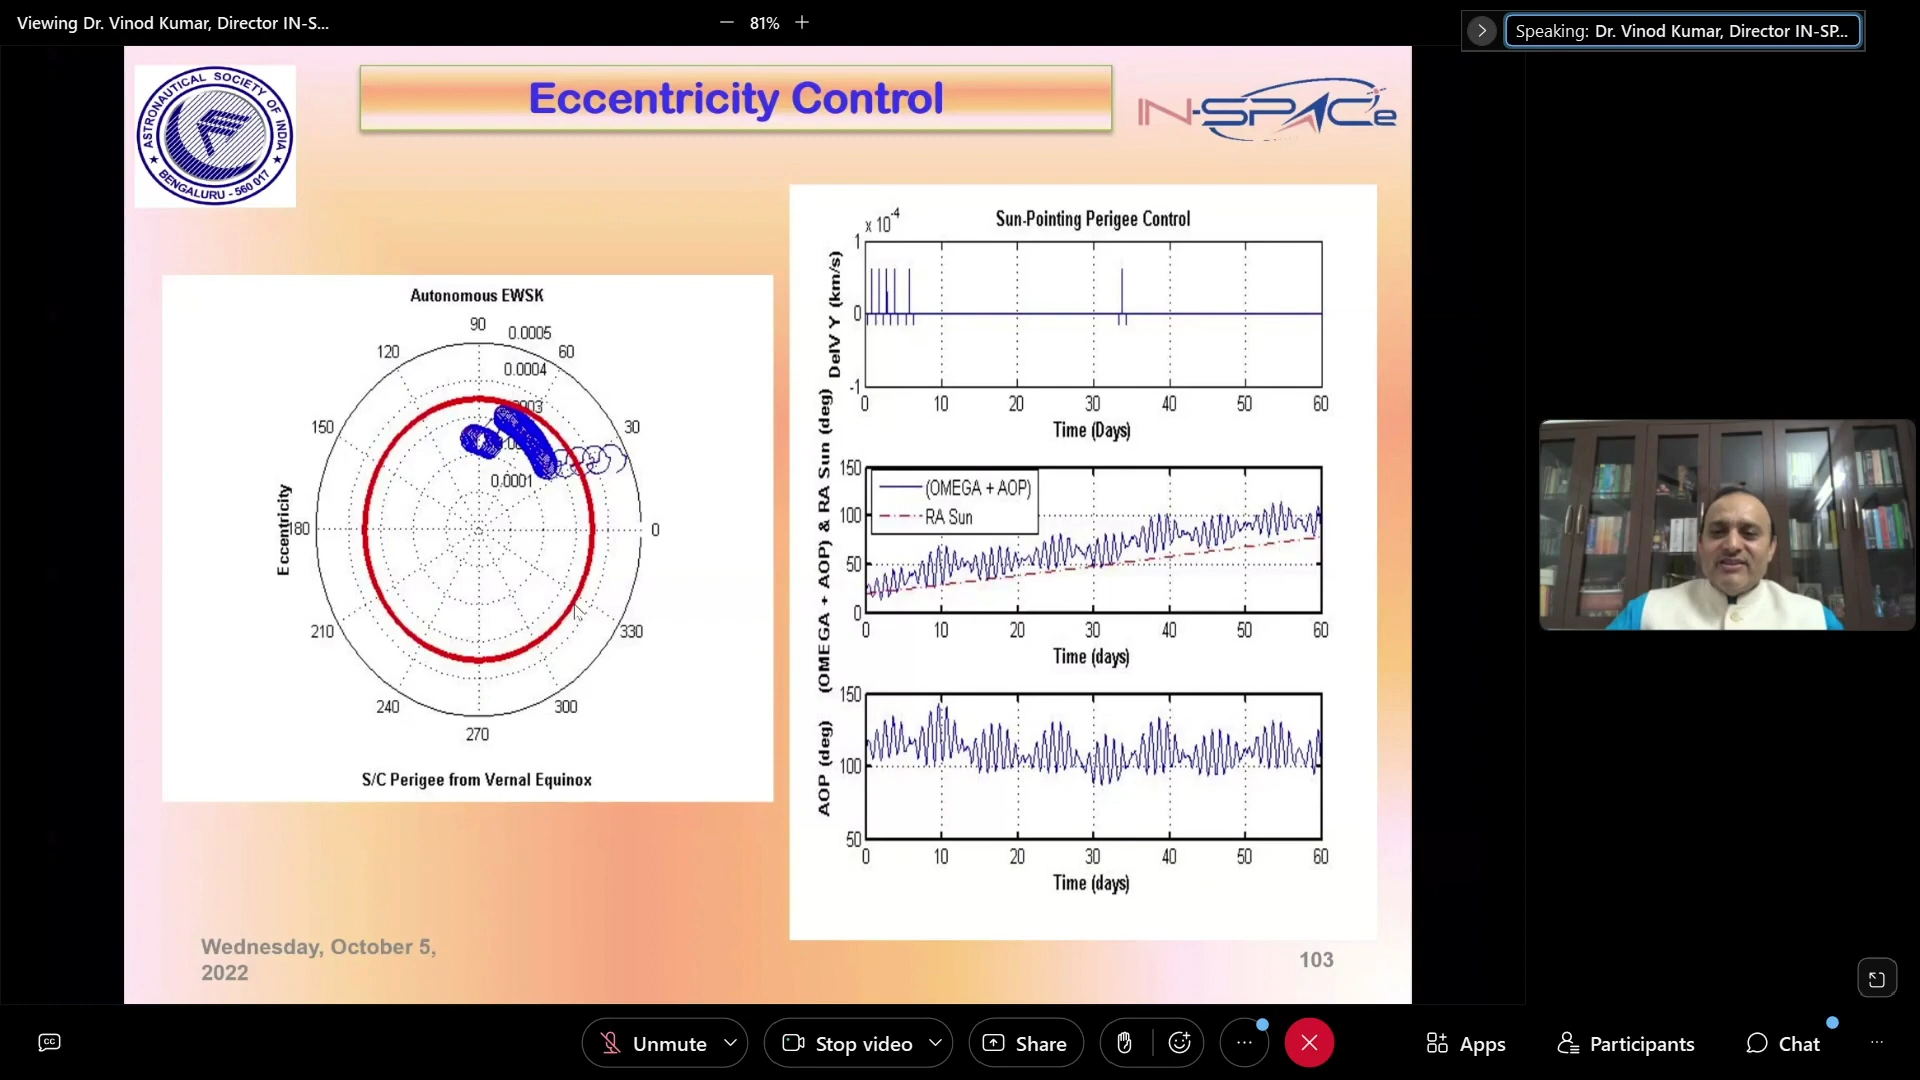 Viewing Dr. Vinod Kumar, Director IN-S...
81%
Speaking: Dr. Vinod Kumar, Director IN-SP...
ASTRONAUTICAL SOCIETY OF INDIA
BENGALURU - 560 017
Eccentricity Control
IN-SPACe
Autonomous EWSK
90
0.0005
120
60
0.0004
150
30
0.0001
Eccentricity
180
0
210
330
240
300
270
S/C Perigee from Vernal Equinox
Sun-Pointing Perigee Control
x 10-4
1
0
-1
DelV Y (km/s)
0 10 20 30 40 50 60
Time (Days)
(OMEGA + AOP) & RA Sun (deg)
150
100
50
0
(OMEGA + AOP)
RA Sun
0 10 20 30 40 50 60
Time (days)
AOP (deg)
150
100
50
0 10 20 30 40 50 60
Time (days)
Wednesday, October 5,
2022
103
CC
Unmute
Stop video
Share
Apps
Participants
Chat